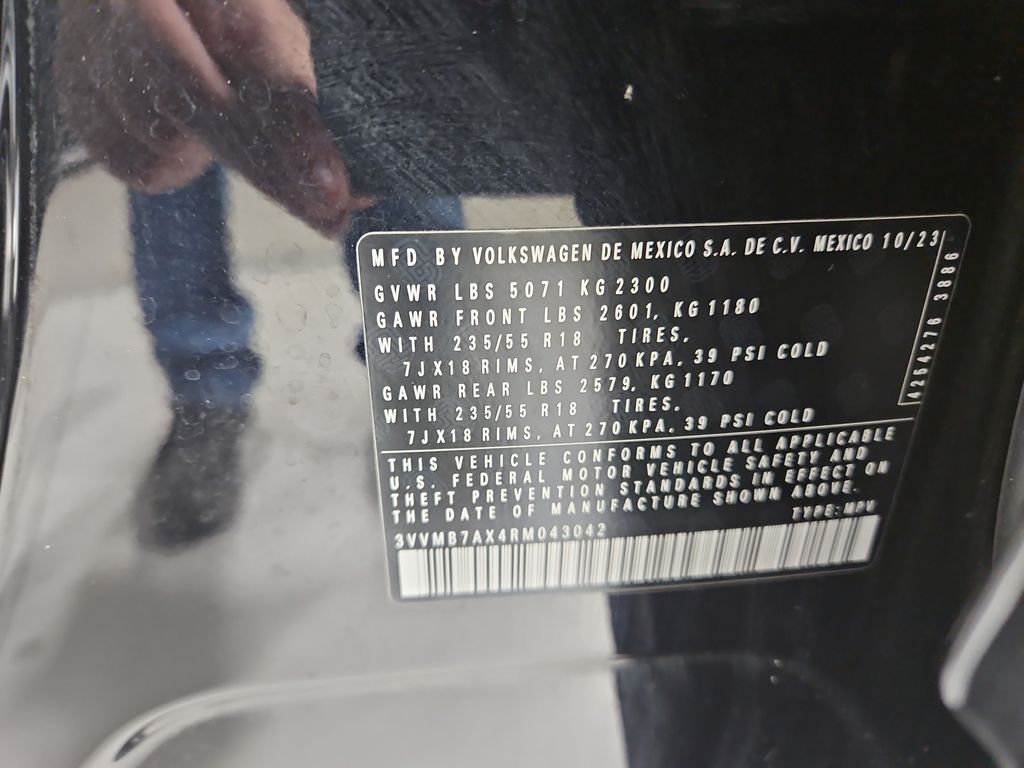 MFD BY VOLKSWAGEN DE MEXICO S.A. DE C.V. MEXICO 10/23
GVWR LBS 5071 KG 2300
GAWR FRONT LBS 2601, KG 1180
WITH 235/55 R18 TIRES,
7JX18 RIMS, AT 270 KPA, 39 PSI COLD
GAWR REAR LBS 2579, KG 1170
WITH 235/55 R18 TIRES.
7JX18 RIMS, AT 270 KPA, 39 PSI COLD
4264276 3886
THIS VEHICLE CONFORMS TO ALL APPLICABLE
U.S. FEDERAL MOTOR VEHICLE SAFETY AND
THEFT PREVENTION STANDARDS IN EFFECT ON
THE DATE OF MANUFACTURE SHOWN ABOVE.
TYPE: MPV
3VVMB7AX4RM043042